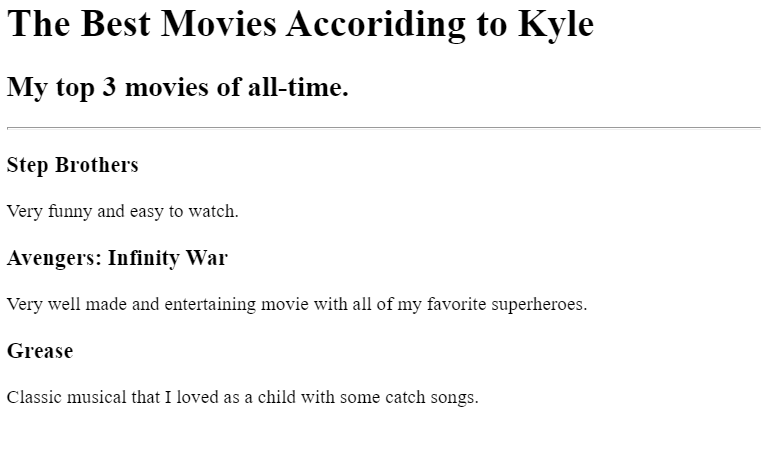 The Best Movies Accoriding to Kyle
My top 3 movies of all-time.
Step Brothers
Very funny and easy to watch.
Avengers: Infinity War
Very well made and entertaining movie with all of my favorite superheroes.
Grease
Classic musical that I loved as a child with some catch songs.